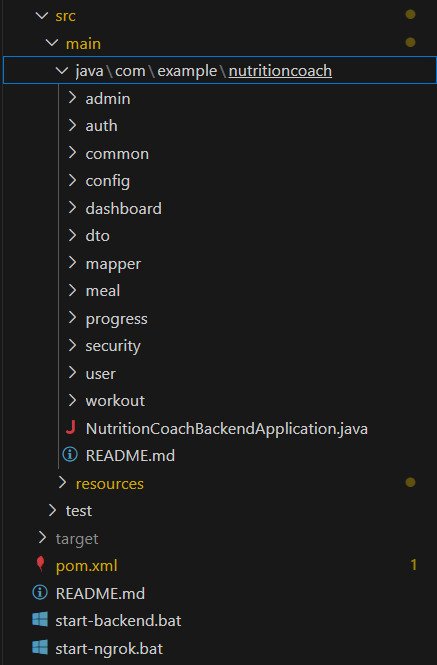 src
main
java\com\example\nutritioncoach
admin
auth
common
config
dashboard
dto
mapper
meal
progress
security
user
workout
NutritionCoachBackendApplication.java
README.md
resources
test
target
pom.xml 1
README.md
start-backend.bat
start-ngrok.bat